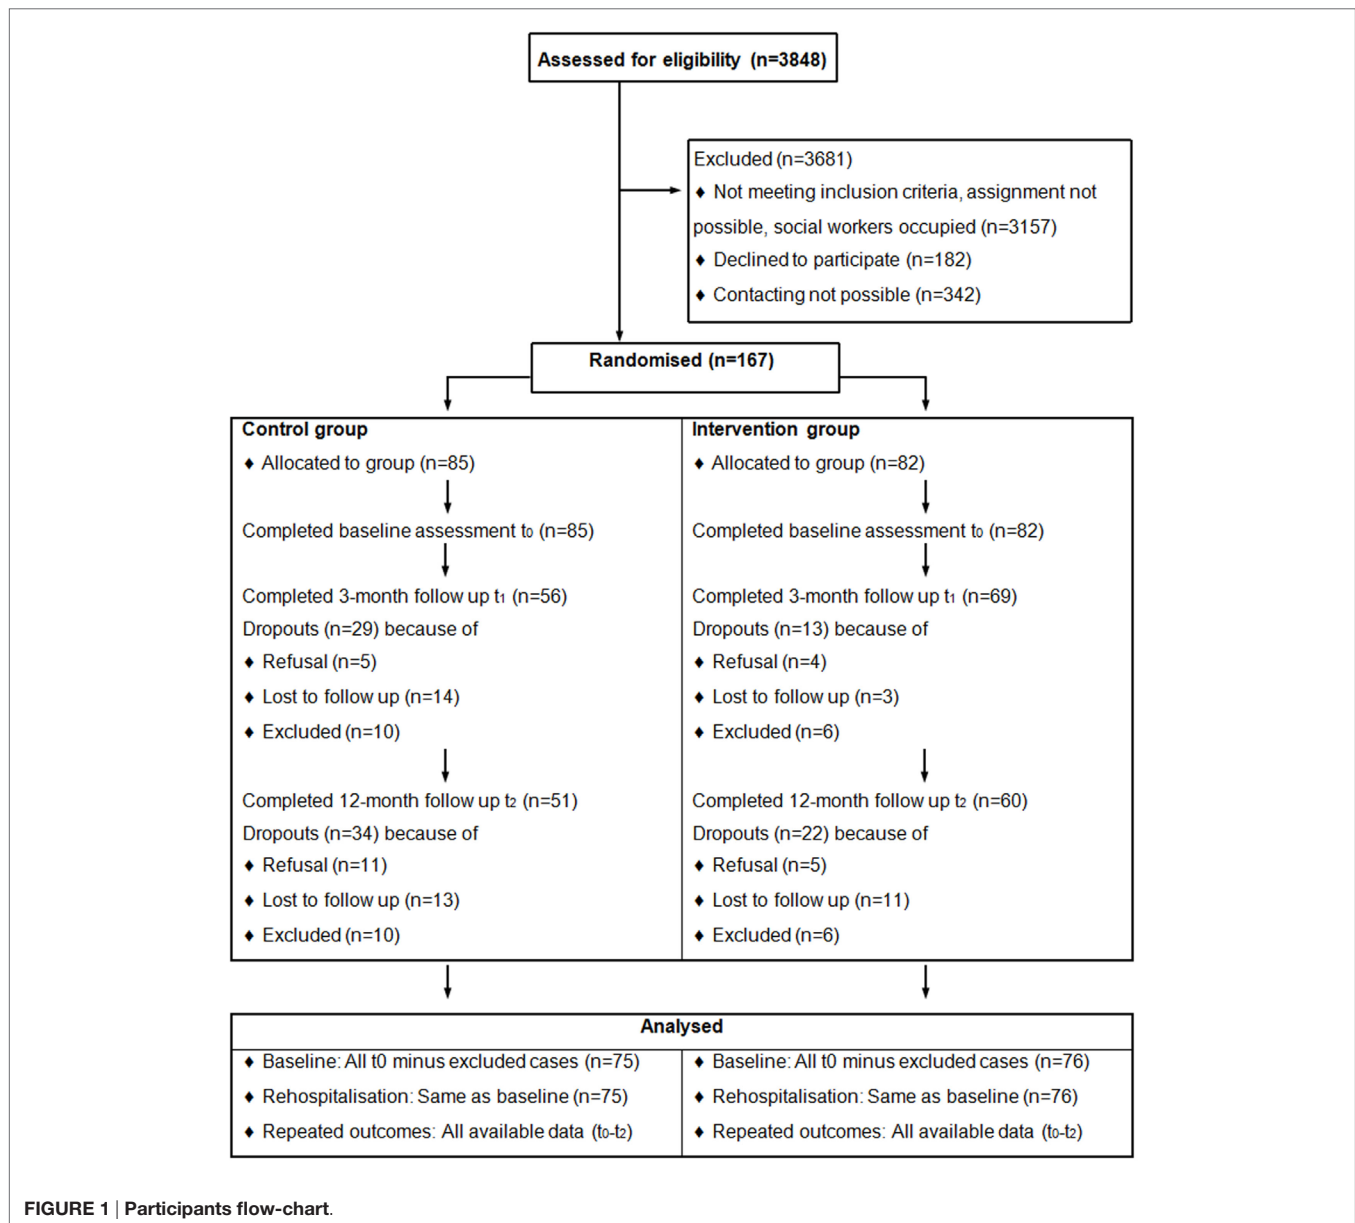 Assessed for eligibility (n=3848)
Excluded (n=3681)
♦ Not meeting inclusion criteria, assignment not
possible, social workers occupied (n=3157)
♦ Declined to participate (n=182)
♦ Contacting not possible (n=342)
Randomised (n=167)
Control group
♦ Allocated to group (n=85)
Completed baseline assessment t0 (n=85)
Completed 3-month follow up t1 (n=56)
Dropouts (n=29) because of
♦ Refusal (n=5)
♦ Lost to follow up (n=14)
♦ Excluded (n=10)
Completed 12-month follow up t2 (n=51)
Dropouts (n=34) because of
♦ Refusal (n=11)
♦ Lost to follow up (n=13)
♦ Excluded (n=10)
Intervention group
♦ Allocated to group (n=82)
Completed baseline assessment t0 (n=82)
Completed 3-month follow up t1 (n=69)
Dropouts (n=13) because of
♦ Refusal (n=4)
♦ Lost to follow up (n=3)
♦ Excluded (n=6)
Completed 12-month follow up t2 (n=60)
Dropouts (n=22) because of
♦ Refusal (n=5)
♦ Lost to follow up (n=11)
♦ Excluded (n=6)
Analysed
♦ Baseline: All t0 minus excluded cases (n=75)
♦ Rehospitalisation: Same as baseline (n=75)
♦ Repeated outcomes: All available data (t0-t2)
♦ Baseline: All t0 minus excluded cases (n=76)
♦ Rehospitalisation: Same as baseline (n=76)
♦ Repeated outcomes: All available data (t0-t2)
FIGURE 1 | Participants flow-chart.